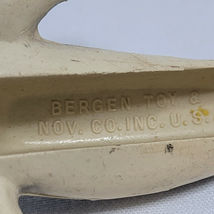 BERGEN TOY &
NOV. CO. INC. U.S.